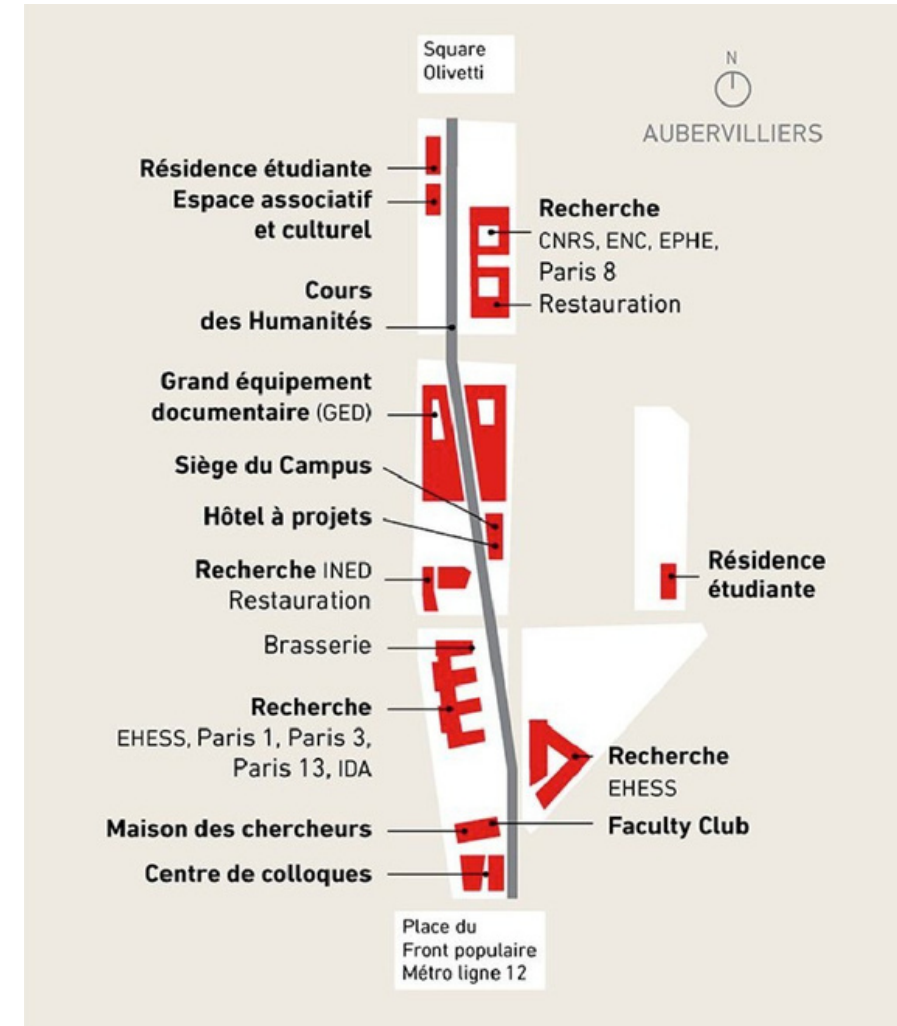 Square
Olivetti
N
AUBERVILLIERS
Résidence étudiante
Espace associatif
et culturel
Recherche
CNRS, ENC, EPHE,
Paris 8
Restauration
Cours
des Humanités
Grand équipement
documentaire (GED)
Siège du Campus
Hôtel à projets
Recherche INED
Restauration
Résidence
étudiante
Brasserie
Recherche
EHESS, Paris 1, Paris 3,
Paris 13, IDA
Recherche
EHESS
Maison des chercheurs
Faculty Club
Centre de colloques
Place du
Front populaire
Métro ligne 12